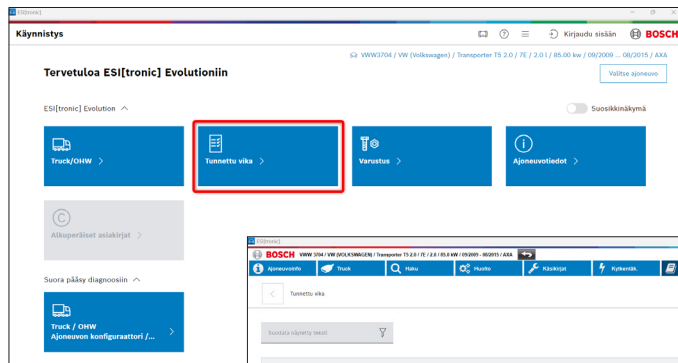 ESI[tronic]
Käynnistys
Kirjaudu sisään
BOSCH
VWW3704 / VW (Volkswagen) / Transporter T5 2.0 / 7E / 2.0 l / 85.00 kw / 09/2009 ... 08/2015 / AXA
Tervetuloa ESI[tronic] Evolutioniin
Valitse ajoneuvo
ESI[tronic] Evolution
Suosikkinäkymä
Truck/OHW
Tunnettu vika
Varustus
Ajoneuvotiedot
Alkuperäiset asiakirjat
Suora pääsy diagnoosiin
Truck / OHW
Ajoneuvon konfiguraattori /...
ESI[tronic]
BOSCH VWW 3704 / VW (VOLKSWAGEN) / Transporter T5 2.0 / 7E / 2.0 l / 85.0 kW / 09/2009 - 08/2015 / AXA
Ajoneuvoinfo
Truck
Haku
Huolto
Käsikirjat
Kytkentäk.
Tunnettu vika
Suodata näytetty teksti